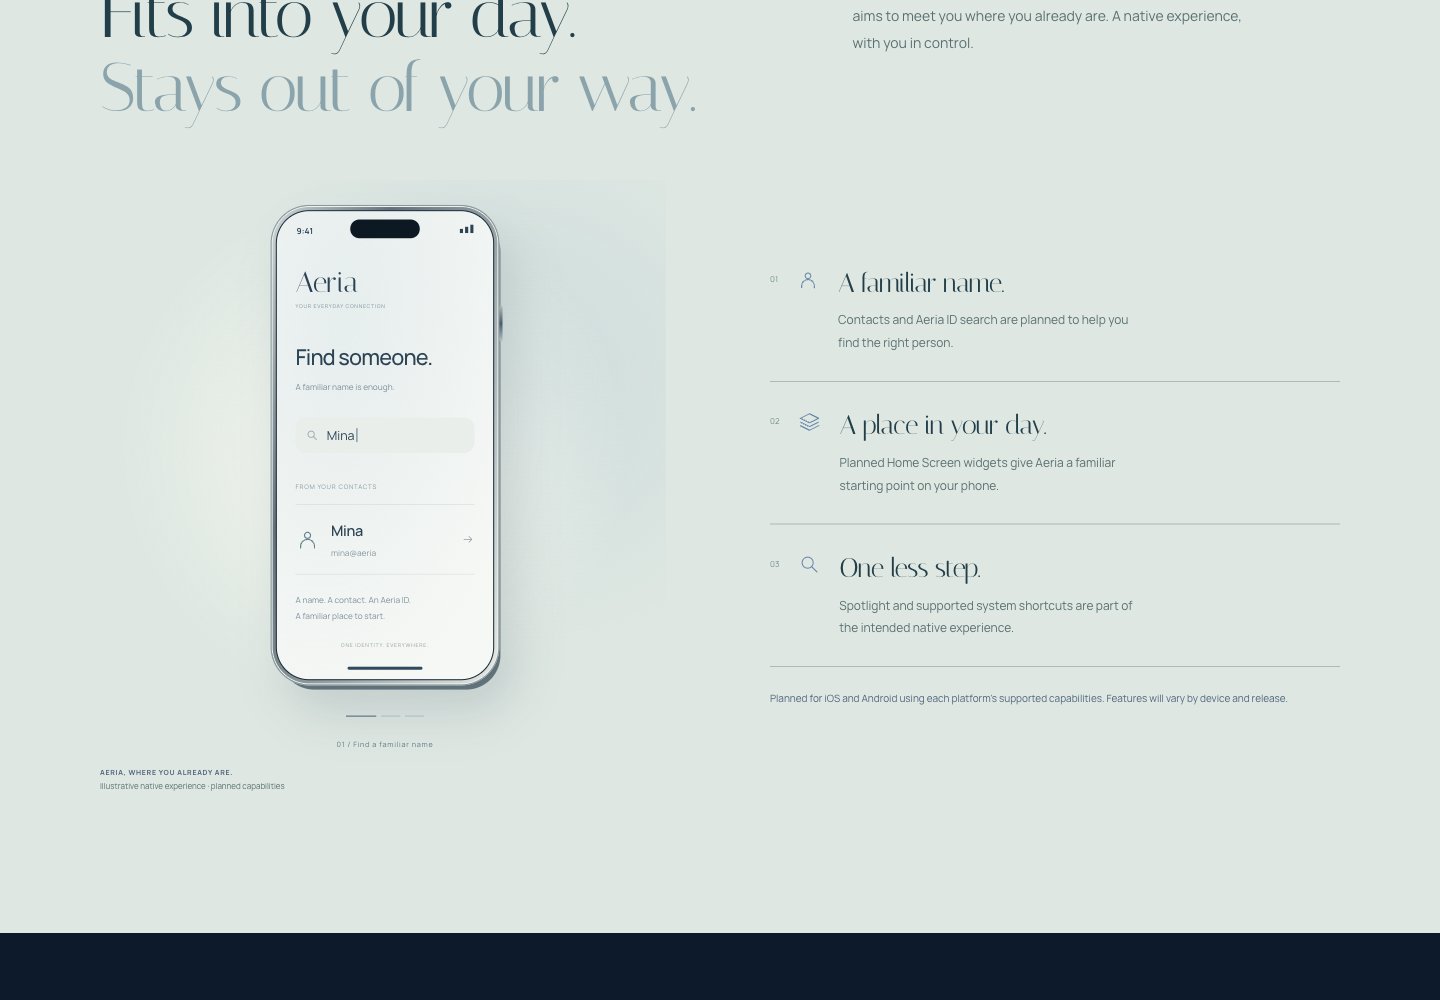 Fits into your day.
Stays out of your way.
aims to meet you where you already are. A native experience,
with you in control.
9:41
Aeria
YOUR EVERYDAY CONNECTION
Find someone.
A familiar name is enough.
Mina
FROM YOUR CONTACTS
Mina
mina@aeria
A name. A contact. An Aeria ID.
A familiar place to start.
ONE IDENTITY. EVERYWHERE.
01 / Find a familiar name
AERIA, WHERE YOU ALREADY ARE.
Illustrative native experience · planned capabilities
01
A familiar name.
Contacts and Aeria ID search are planned to help you
find the right person.
02
A place in your day.
Planned Home Screen widgets give Aeria a familiar
starting point on your phone.
03
One less step.
Spotlight and supported system shortcuts are part of
the intended native experience.
Planned for iOS and Android using each platform's supported capabilities. Features will vary by device and release.